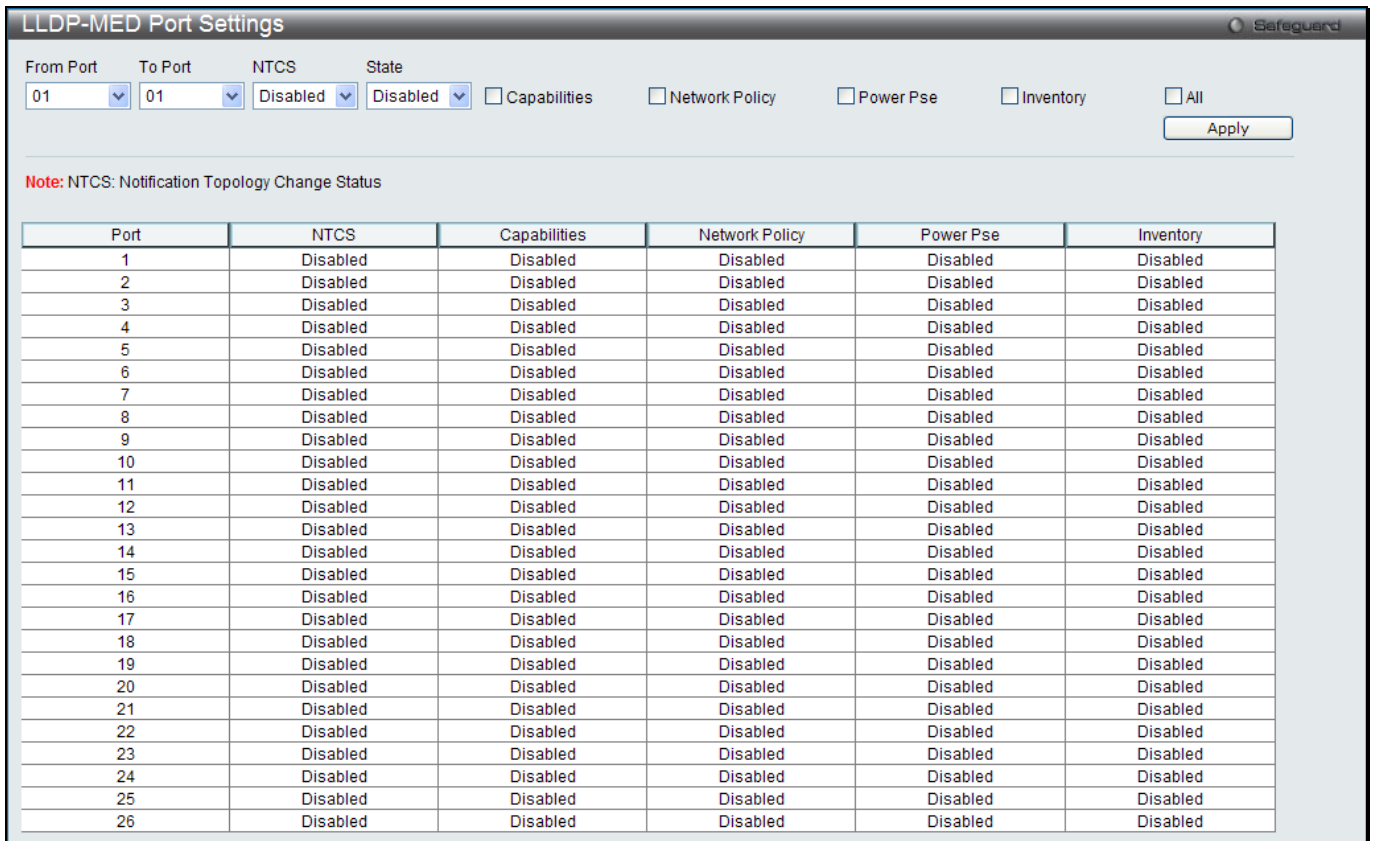 LLDP-MED Port Settings
Safeguard
From Port To Port NTCS State
01 01 Disabled Disabled Capabilities Network Policy Power Pse Inventory All
Apply
Note: NTCS: Notification Topology Change Status
Port NTCS Capabilities Network Policy Power Pse Inventory
1 Disabled Disabled Disabled Disabled Disabled
2 Disabled Disabled Disabled Disabled Disabled
3 Disabled Disabled Disabled Disabled Disabled
4 Disabled Disabled Disabled Disabled Disabled
5 Disabled Disabled Disabled Disabled Disabled
6 Disabled Disabled Disabled Disabled Disabled
7 Disabled Disabled Disabled Disabled Disabled
8 Disabled Disabled Disabled Disabled Disabled
9 Disabled Disabled Disabled Disabled Disabled
10 Disabled Disabled Disabled Disabled Disabled
11 Disabled Disabled Disabled Disabled Disabled
12 Disabled Disabled Disabled Disabled Disabled
13 Disabled Disabled Disabled Disabled Disabled
14 Disabled Disabled Disabled Disabled Disabled
15 Disabled Disabled Disabled Disabled Disabled
16 Disabled Disabled Disabled Disabled Disabled
17 Disabled Disabled Disabled Disabled Disabled
18 Disabled Disabled Disabled Disabled Disabled
19 Disabled Disabled Disabled Disabled Disabled
20 Disabled Disabled Disabled Disabled Disabled
21 Disabled Disabled Disabled Disabled Disabled
22 Disabled Disabled Disabled Disabled Disabled
23 Disabled Disabled Disabled Disabled Disabled
24 Disabled Disabled Disabled Disabled Disabled
25 Disabled Disabled Disabled Disabled Disabled
26 Disabled Disabled Disabled Disabled Disabled